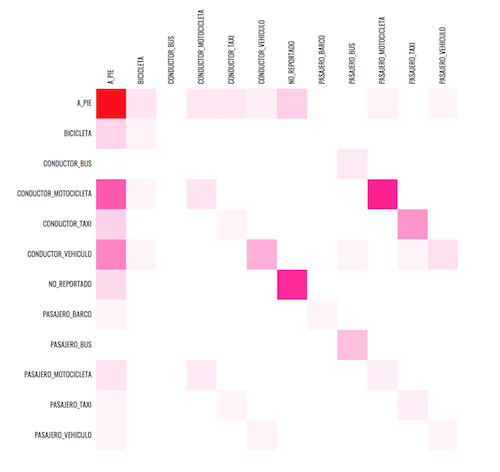 A_PIE
BICICLETA
CONDUCTOR_BUS
CONDUCTOR_MOTOCICLETA
CONDUCTOR_TAXI
CONDUCTOR_VEHICULO
NO_REPORTADO
PASAJERO_BARCO
PASAJERO_BUS
PASAJERO_MOTOCICLETA
PASAJERO_TAXI
PASAJERO_VEHICULO
A_PIE
BICICLETA
CONDUCTOR_BUS
CONDUCTOR_MOTOCICLETA
CONDUCTOR_TAXI
CONDUCTOR_VEHICULO
NO_REPORTADO
PASAJERO_BARCO
PASAJERO_BUS
PASAJERO_MOTOCICLETA
PASAJERO_TAXI
PASAJERO_VEHICULO